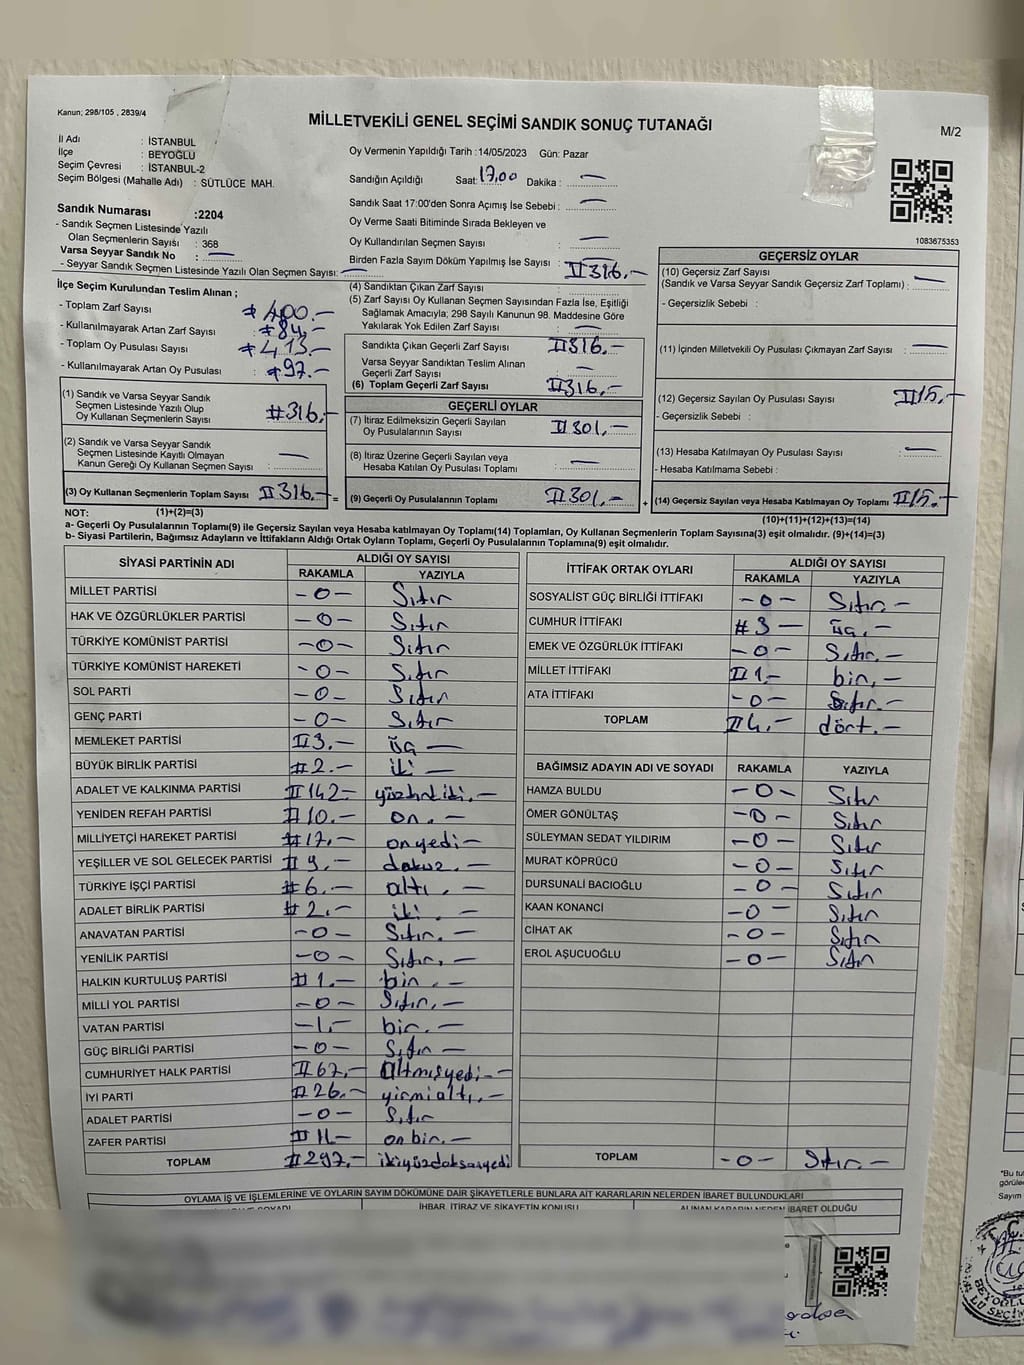 Kanun; 298/105 , 2839/4
MİLLETVEKİLİ GENEL SEÇİMİ SANDIK SONUÇ TUTANAĞI
M/2
İl Adı : İSTANBUL
İlçe : BEYOĞLU
Seçim Çevresi : İSTANBUL-2
Seçim Bölgesi (Mahalle Adı) : SÜTLÜCE MAH.
Sandık Numarası :2204
- Sandık Seçmen Listesinde Yazılı
Olan Seçmenlerin Sayısı : 368
Varsa Seyyar Sandık No : —
- Seyyar Sandık Seçmen Listesinde Yazılı Olan Seçmen Sayısı: —
Oy Vermenin Yapıldığı Tarih :14/05/2023 Gün: Pazar
Sandığın Açıldığı Saat: 17,00 Dakika : —
Sandık Saat 17:00'den Sonra Açımış İse Sebebi : —
Oy Verme Saati Bitiminde Sırada Bekleyen ve
Oy Kullandırılan Seçmen Sayısı : —
Birden Fazla Sayım Döküm Yapılmış İse Sayısı : #316.-
1083675353
İlçe Seçim Kurulundan Teslim Alınan ;
- Toplam Zarf Sayısı #400.-
- Kullanılmayarak Artan Zarf Sayısı : #84,-
- Toplam Oy Pusulası Sayısı : #413.-
- Kullanılmayarak Artan Oy Pusulası : #97.-
(1) Sandık ve Varsa Seyyar Sandık
Seçmen Listesinde Yazılı Olup
Oy Kullanan Seçmenlerin Sayısı : #316,-
(2) Sandık ve Varsa Seyyar Sandık
Seçmen Listesinde Kayıtlı Olmayan
Kanun Gereği Oy Kullanan Seçmen Sayısı : —
(3) Oy Kullanan Seçmenlerin Toplam Sayısı #316.-
(4) Sandıktan Çıkan Zarf Sayısı :
(5) Zarf Sayısı Oy Kullanan Seçmen Sayısından Fazla İse, Eşitliği
Sağlamak Amacıyla; 298 Sayılı Kanunun 98. Maddesine Göre
Yakılarak Yok Edilen Zarf Sayısı : —
Sandıkta Çıkan Geçerli Zarf Sayısı : #316.-
Varsa Seyyar Sandıktan Teslim Alınan
Geçerli Zarf Sayısı : —
(6) Toplam Geçerli Zarf Sayısı #316,-
GEÇERLİ OYLAR
(7) İtiraz Edilmeksizin Geçerli Sayılan
Oy Pusulalarının Sayısı : #301,-
(8) İtiraz Üzerine Geçerli Sayılan veya
Hesaba Katılan Oy Pusulası Toplamı : —
= (9) Geçerli Oy Pusulalarının Toplamı #301,-
GEÇERSİZ OYLAR
(10) Geçersiz Zarf Sayısı
(Sandık ve Varsa Seyyar Sandık Geçersiz Zarf Toplamı) : —
- Geçersizlik Sebebi :
(11) İçinden Milletvekili Oy Pusulası Çıkmayan Zarf Sayısı : —
(12) Geçersiz Sayılan Oy Pusulası Sayısı : #15,-
- Geçersizlik Sebebi :
(13) Hesaba Katılmayan Oy Pusulası Sayısı : —
- Hesaba Katılmama Sebebi :
+ (14) Geçersiz Sayılan veya Hesaba Katılmayan Oy Toplamı #15.-
NOT: (1)+(2)=(3)
(10)+(11)+(12)+(13)=(14)
a- Geçerli Oy Pusulalarının Toplamı(9) ile Geçersiz Sayılan veya Hesaba katılmayan Oy Toplamı(14) Toplamları, Oy Kullanan Seçmenlerin Toplam Sayısına(3) eşit olmalıdır. (9)+(14)=(3)
b- Siyasi Partilerin, Bağımsız Adayların ve İttifakların Aldığı Ortak Oyların Toplamı, Geçerli Oy Pusulalarının Toplamına(9) eşit olmalıdır.
SİYASİ PARTİNİN ADI ALDIĞI OY SAYISI
RAKAMLA YAZIYLA
MİLLET PARTİSİ -0- Sıfır
HAK VE ÖZGÜRLÜKLER PARTİSİ -0- Sıfır
TÜRKİYE KOMÜNİST PARTİSİ -0- Sıfır
TÜRKİYE KOMÜNİST HAREKETİ -0- Sıfır
SOL PARTİ -0- Sıfır
GENÇ PARTİ -0- Sıfır
MEMLEKET PARTİSİ #3.- üç —
BÜYÜK BİRLİK PARTİSİ #2.- iki —
ADALET VE KALKINMA PARTİSİ #142- yüzkırkiki.-
YENİDEN REFAH PARTİSİ #10.- on.-
MİLLİYETÇİ HAREKET PARTİSİ #17.- onyedi-
YEŞİLLER VE SOL GELECEK PARTİSİ #9.- dokuz.-
TÜRKİYE İŞÇİ PARTİSİ #6.- altı.-
ADALET BİRLİK PARTİSİ #2.- iki.-
ANAVATAN PARTİSİ -0- Sıfır.-
YENİLİK PARTİSİ -0- Sıfır,-
HALKIN KURTULUŞ PARTİSİ #1.- bir.-
MİLLİ YOL PARTİSİ -0- Sıfır,-
VATAN PARTİSİ -1,- bir.-
GÜÇ BİRLİĞİ PARTİSİ -0- Sıfır-
CUMHURİYET HALK PARTİSİ #67,- altmışyedi.-
İYİ PARTİ #26.- yirmialtı.-
ADALET PARTİSİ -0- Sıfır
ZAFER PARTİSİ #11- onbir.-
TOPLAM #297.- ikiyüzdoksanyedi
İTTİFAK ORTAK OYLARI ALDIĞI OY SAYISI
RAKAMLA YAZIYLA
SOSYALİST GÜÇ BİRLİĞİ İTTİFAKI -0- Sıfır.-
CUMHUR İTTİFAKI #3- üç.-
EMEK VE ÖZGÜRLÜK İTTİFAKI -0- Sıfır.-
MİLLET İTTİFAKI #1.- bir,-
ATA İTTİFAKI -0- Sıfır.-
TOPLAM #4.- dört.-
BAĞIMSIZ ADAYIN ADI VE SOYADI RAKAMLA YAZIYLA
HAMZA BULDU -0- Sıfır
ÖMER GÖNÜLTAŞ -0- Sıfır
SÜLEYMAN SEDAT YILDIRIM -0- Sıfır
MURAT KÖPRÜCÜ -0- Sıfır
DURSUNALİ BACIOĞLU -0- Sıfır
KAAN KONANCİ -0- Sıfır
CİHAT AK -0- Sıfır
EROL AŞUCUOĞLU -0- Sıfır
TOPLAM -0- Sıfır.-
OYLAMA İŞ VE İŞLEMLERİNE VE OYLARIN SAYIM DÖKÜMÜNE DAİR ŞİKAYETLERLE BUNLARA AİT KARARLARIN NELERDEN İBARET BULUNDUKLARI
İHBAR, İTİRAZ VE ŞİKAYETİN KONUSU
ALINAN KARARIN NEDEN İBARET OLDUĞU
*Bu tu
görüle
Sayım
BEYOĞLU